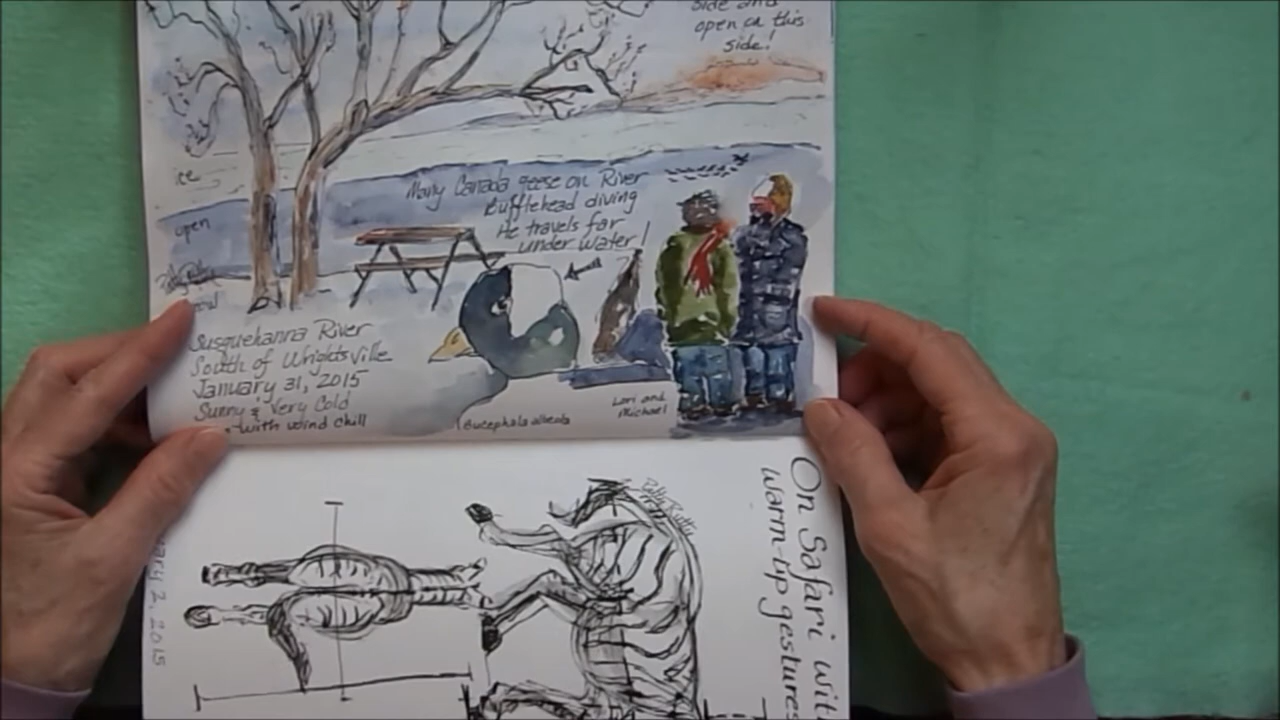 side and
open on this
side!
ice
Many Canada geese on River
Bufflehead diving
He travels far
under water!
open
Susquehanna River
South of Wrightsville
January 31, 2015
Sunny & Very Cold
with wind chill
Bucephala albeola
Lori and
Michael
On Safari
warm-up gestures
2, 2015